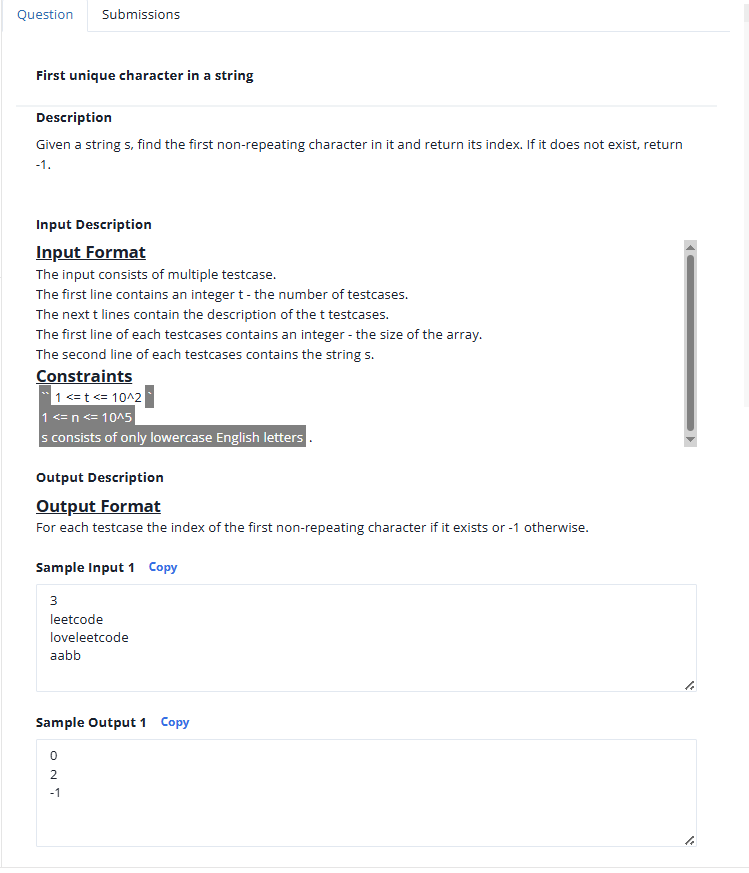 Question Submissions
First unique character in a string
Description
Given a string s, find the first non-repeating character in it and return its index. If it does not exist, return
-1.
Input Description
Input Format
The input consists of multiple testcase.
The first line contains an integer t - the number of testcases.
The next t lines contain the description of the t testcases.
The first line of each testcases contains an integer - the size of the array.
The second line of each testcases contains the string s.
Constraints
`` 1 <= t <= 10^2 `
1 <= n <= 10^5
s consists of only lowercase English letters .
Output Description
Output Format
For each testcase the index of the first non-repeating character if it exists or -1 otherwise.
Sample Input 1 Copy
3
leetcode
loveleetcode
aabb
Sample Output 1 Copy
0
2
-1